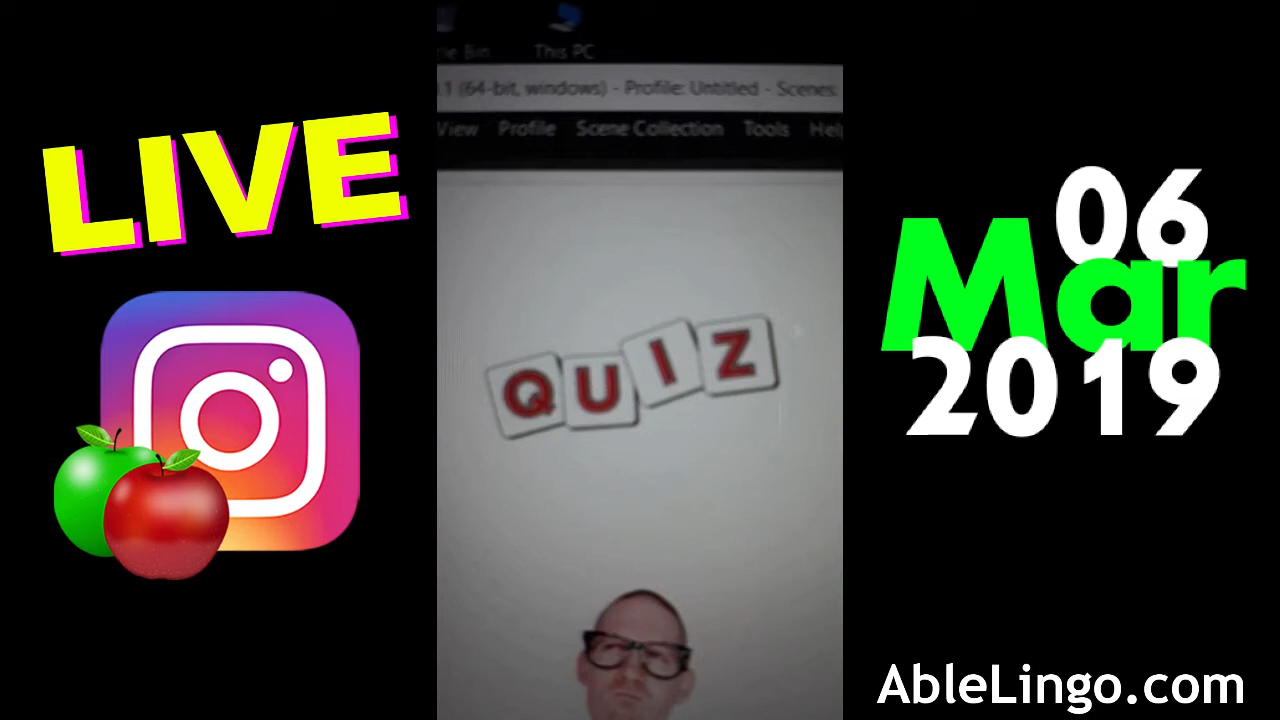 LIVE
This PC
(64-bit, windows) - Profile: Untitled - Scenes:
View Profile Scene Collection Tools
QUIZ
06
Mar
2019
AbleLingo.com